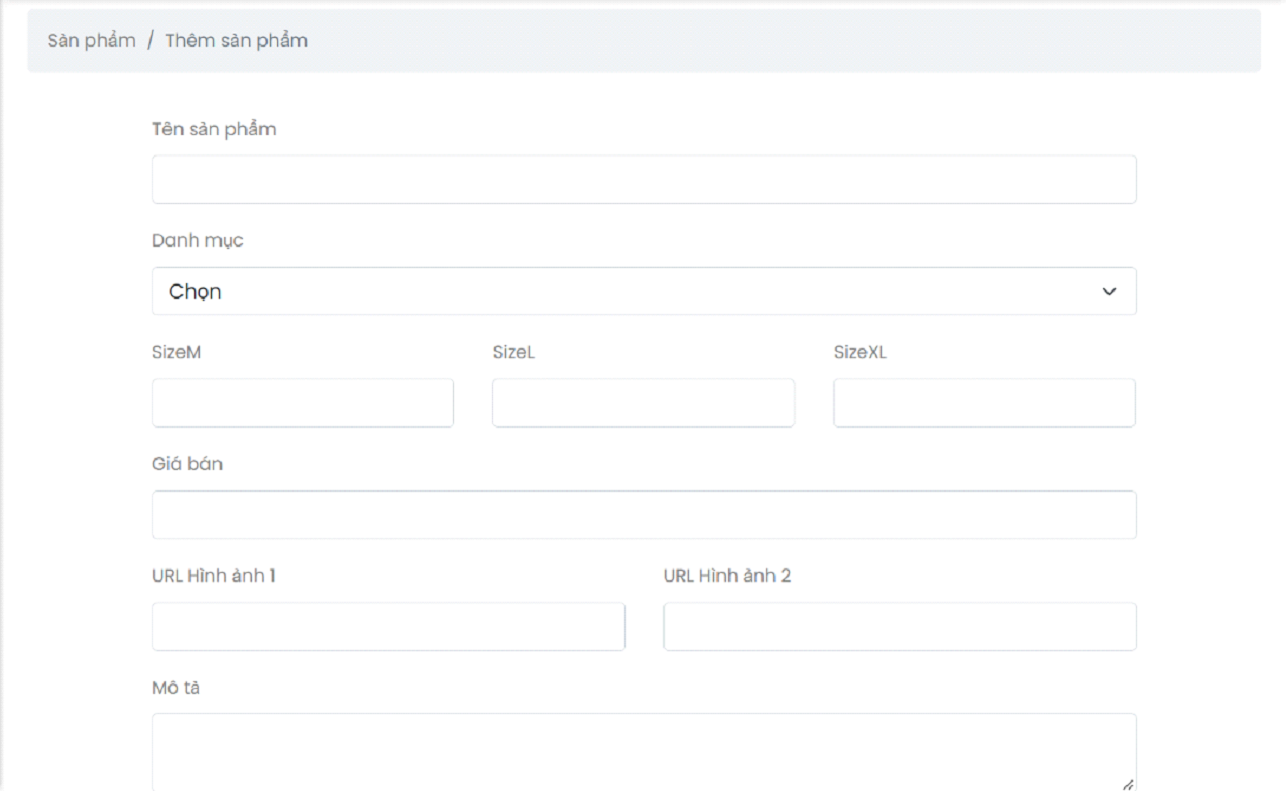 Sản phẩm / Thêm sản phẩm
Tên sản phẩm
Danh mục
Chọn
SizeM SizeL SizeXL
Giá bán
URL Hình ảnh 1 URL Hình ảnh 2
Mô tả